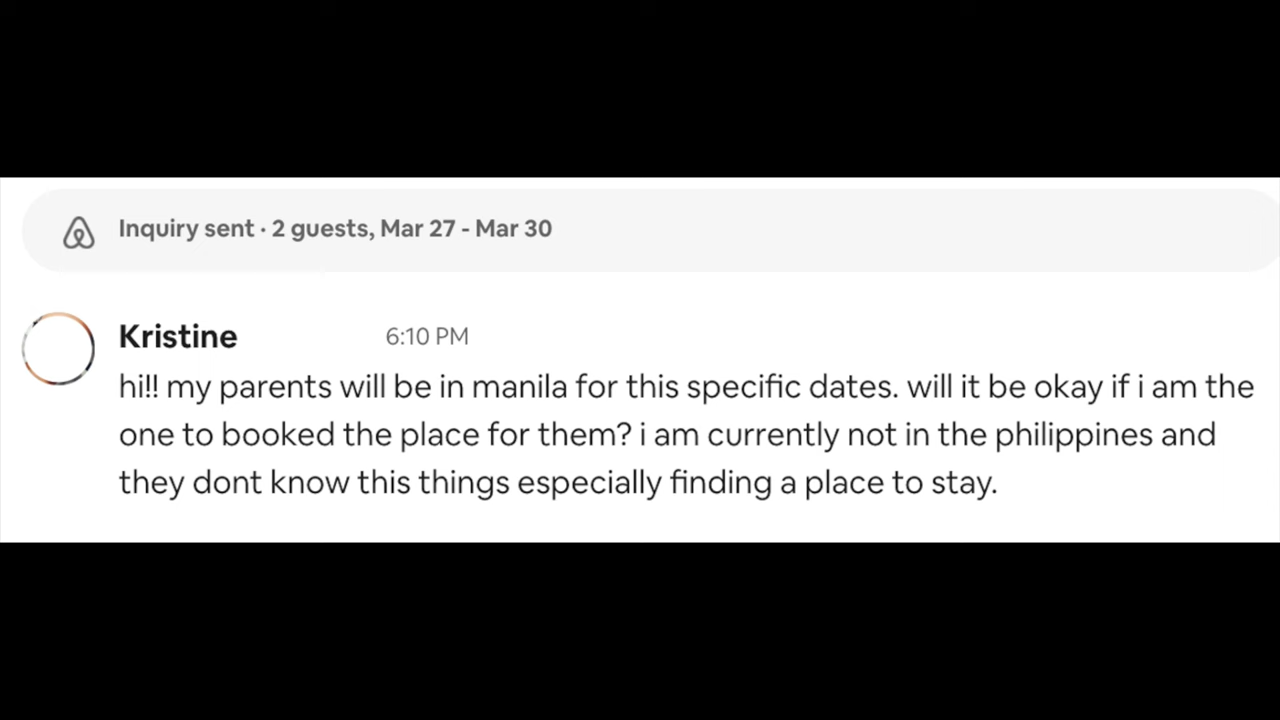 Inquiry sent · 2 guests, Mar 27 - Mar 30
Kristine 6:10 PM
hi!! my parents will be in manila for this specific dates. will it be okay if i am the
one to booked the place for them? i am currently not in the philippines and
they dont know this things especially finding a place to stay.